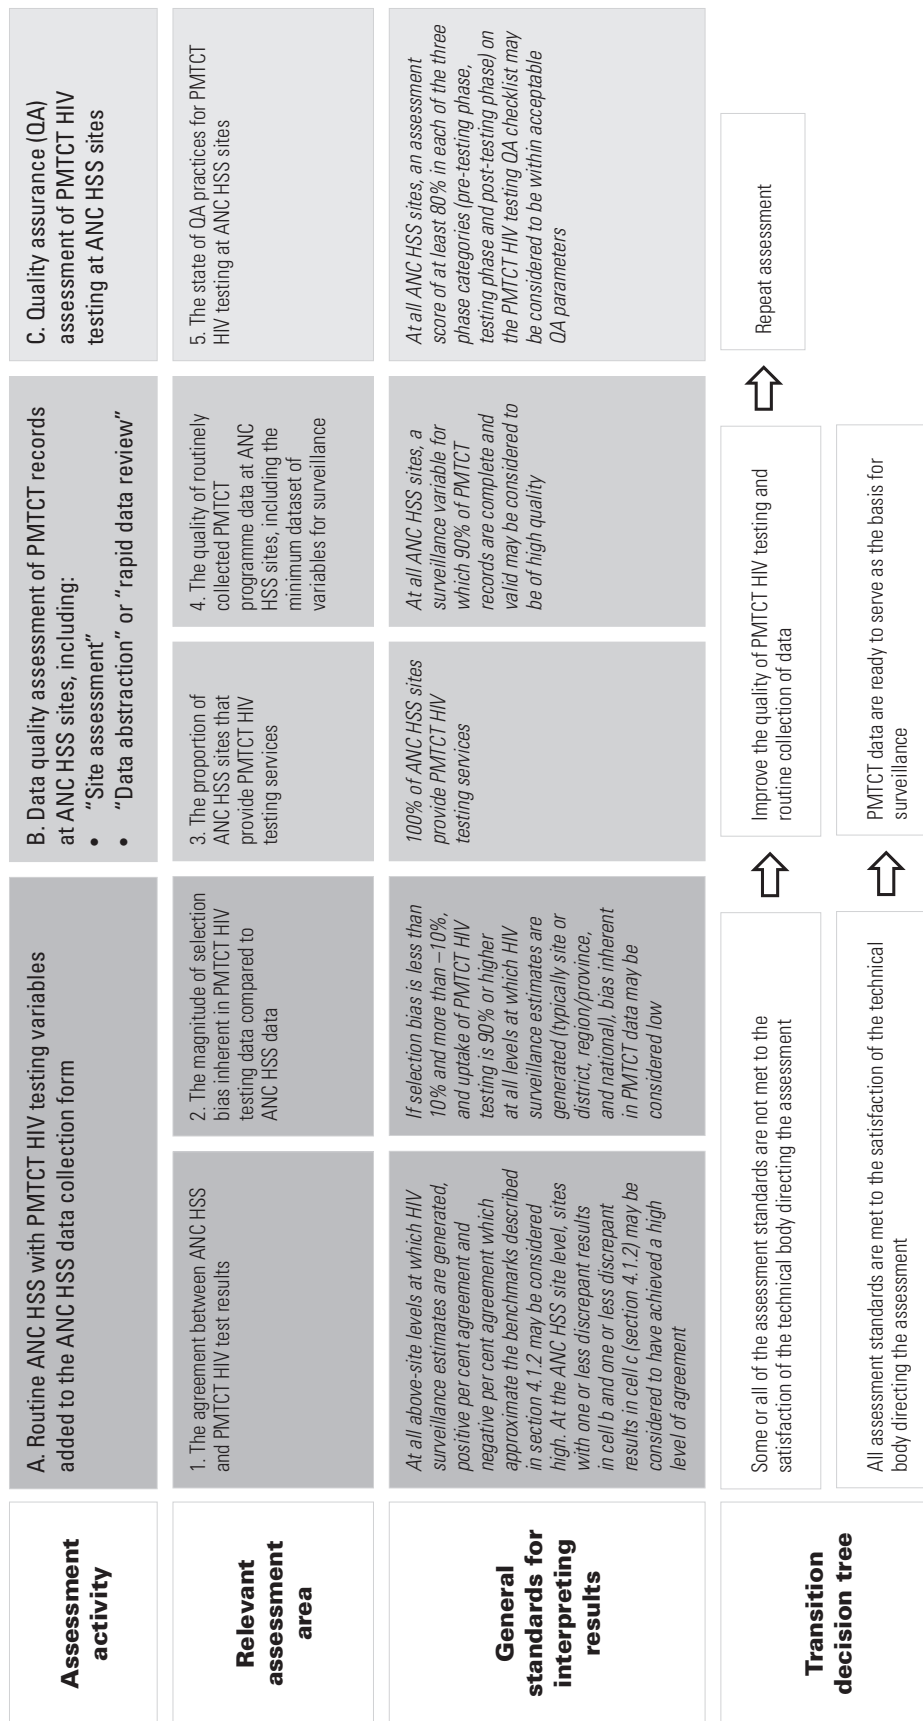 Assessment
activity
A. Routine ANC HSS with PMTCT HIV testing variables
added to the ANC HSS data collection form
B. Data quality assessment of PMTCT records
at ANC HSS sites, including:
• “Site assessment”
• “Data abstraction” or “rapid data review”
C. Quality assurance (QA)
assessment of PMTCT HIV
testing at ANC HSS sites
Relevant
assessment
area
1. The agreement between ANC HSS
and PMTCT HIV test results
2. The magnitude of selection
bias inherent in PMTCT HIV
testing data compared to
ANC HSS data
3. The proportion of
ANC HSS sites that
provide PMTCT HIV
testing services
4. The quality of routinely
collected PMTCT
programme data at ANC
HSS sites, including the
minimum dataset of
variables for surveillance
5. The state of QA practices for PMTCT
HIV testing at ANC HSS sites
General
standards for
interpreting
results
At all above-site levels at which HIV
surveillance estimates are generated,
positive per cent agreement and
negative per cent agreement which
approximate the benchmarks described
in section 4.1.2 may be considered
high. At the ANC HSS site level, sites
with one or less discrepant results
in cell b and one or less discrepant
results in cell c (section 4.1.2) may be
considered to have achieved a high
level of agreement
If selection bias is less than
10% and more than –10%,
and uptake of PMTCT HIV
testing is 90% or higher
at all levels at which HIV
surveillance estimates are
generated (typically site or
district, region/province,
and national), bias inherent
in PMTCT data may be
considered low
100% of ANC HSS sites
provide PMTCT HIV
testing services
At all ANC HSS sites, a
surveillance variable for
which 90% of PMTCT
records are complete and
valid may be considered to
be of high quality
At all ANC HSS sites, an assessment
score of at least 80% in each of the three
phase categories (pre-testing phase,
testing phase and post-testing phase) on
the PMTCT HIV testing QA checklist may
be considered to be within acceptable
QA parameters
Transition
decision tree
Some or all of the assessment standards are not met to the
satisfaction of the technical body directing the assessment
Improve the quality of PMTCT HIV testing and
routine collection of data
Repeat assessment
All assessment standards are met to the satisfaction of the technical
body directing the assessment
PMTCT data are ready to serve as the basis for
surveillance